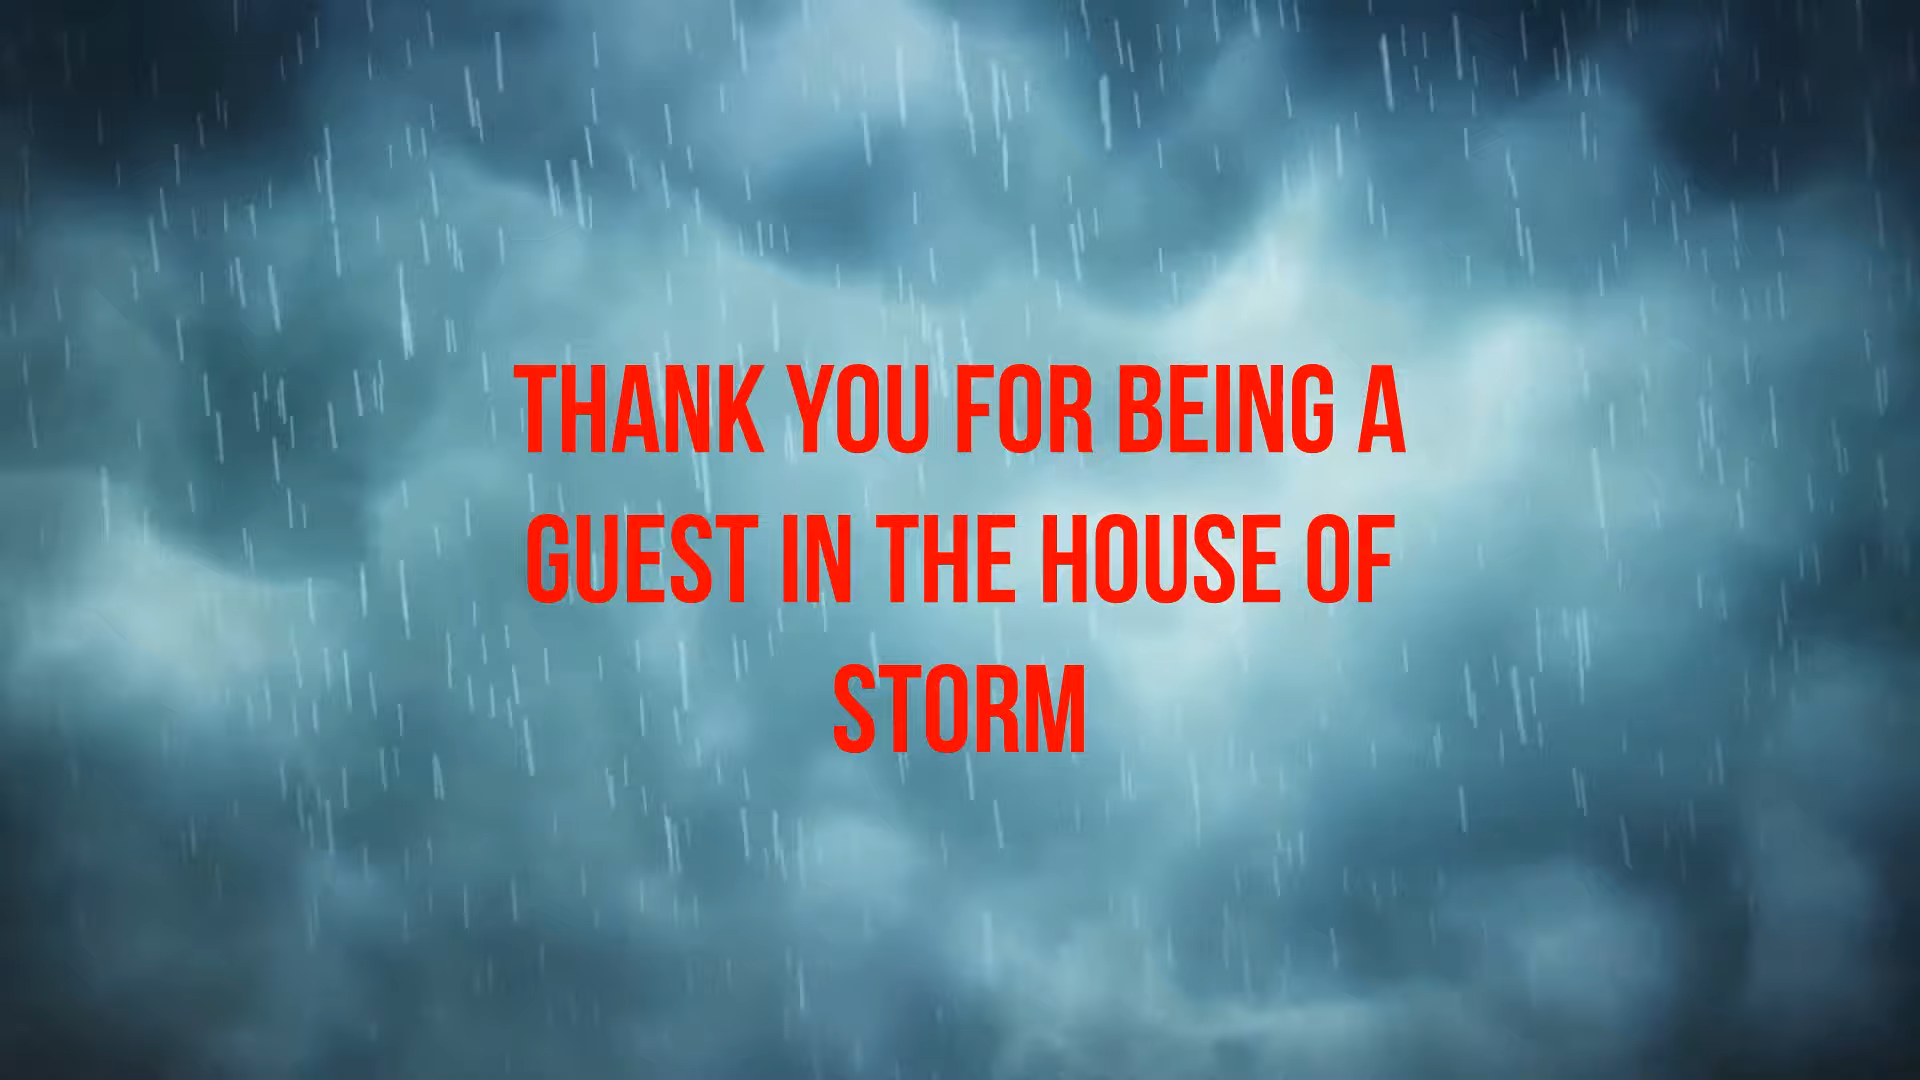 THANK YOU FOR BEING A
GUEST IN THE HOUSE OF
STORM